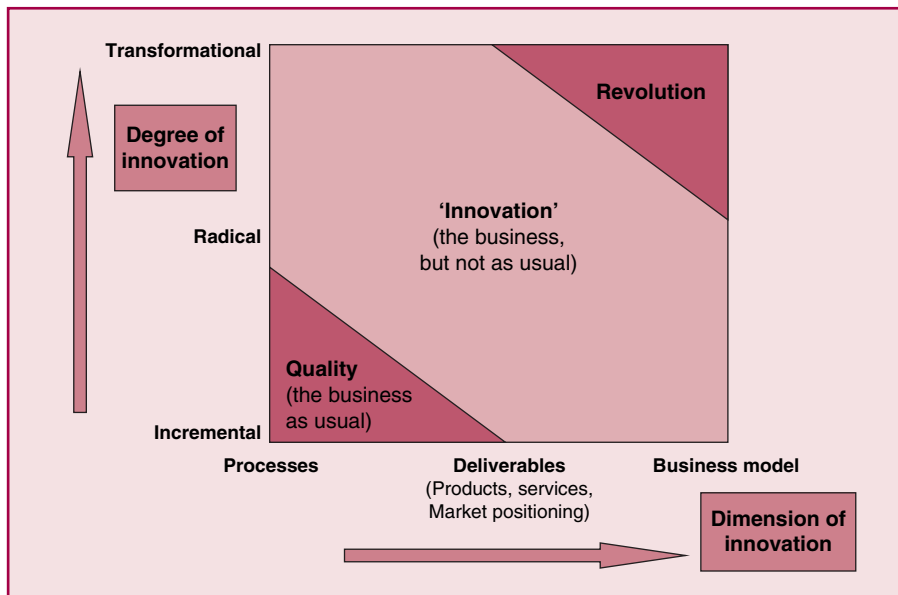 Transformational
Degree of
innovation
Revolution
Radical
‘Innovation’
(the business,
but not as usual)
Quality
(the business
as usual)
Incremental
Processes
Deliverables
(Products, services,
Market positioning)
Business model
Dimension of
innovation